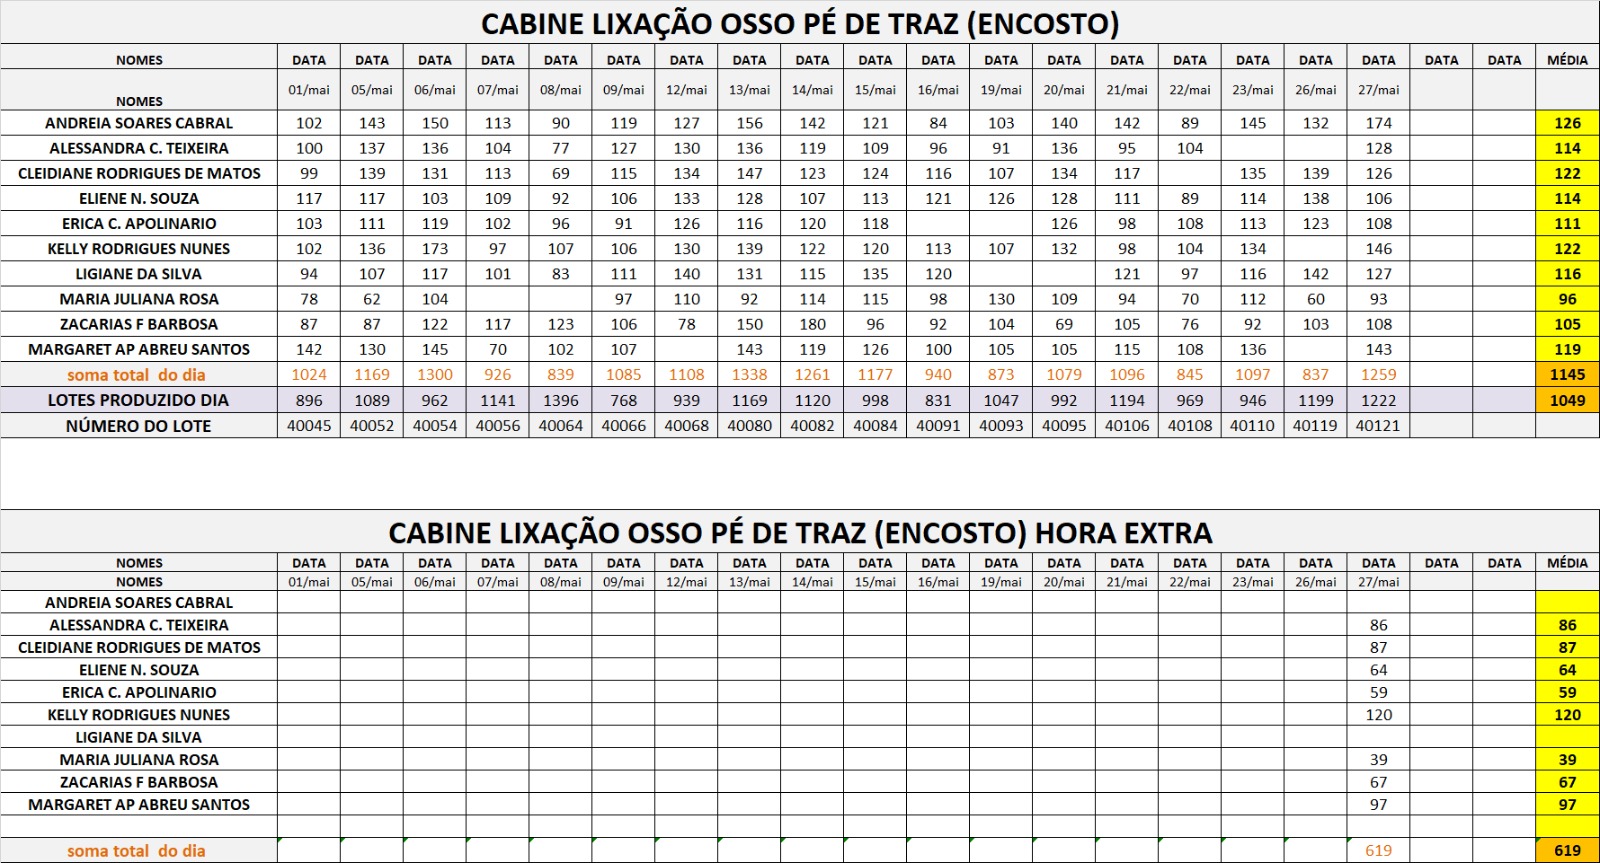 CABINE LIXAÇÃO OSSO PÉ DE TRAZ (ENCOSTO)
NOMES DATA DATA DATA DATA DATA DATA DATA DATA DATA DATA DATA DATA DATA DATA DATA DATA DATA DATA DATA DATA MÉDIA
NOMES 01/mai 05/mai 06/mai 07/mai 08/mai 09/mai 12/mai 13/mai 14/mai 15/mai 16/mai 19/mai 20/mai 21/mai 22/mai 23/mai 26/mai 27/mai
ANDREIA SOARES CABRAL 102 143 150 113 90 119 127 156 142 121 84 103 140 142 89 145 132 174 126
ALESSANDRA C. TEIXEIRA 100 137 136 104 77 127 130 136 119 109 96 91 136 95 104 128 114
CLEIDIANE RODRIGUES DE MATOS 99 139 131 113 69 115 134 147 123 124 116 107 134 117 135 139 126 122
ELIENE N. SOUZA 117 117 103 109 92 106 133 128 107 113 121 126 128 111 89 114 138 106 114
ERICA C. APOLINARIO 103 111 119 102 96 91 126 116 120 118 126 98 108 113 123 108 111
KELLY RODRIGUES NUNES 102 136 173 97 107 106 130 139 122 120 113 107 132 98 104 134 146 122
LIGIANE DA SILVA 94 107 117 101 83 111 140 131 115 135 120 121 97 116 142 127 116
MARIA JULIANA ROSA 78 62 104 97 110 92 114 115 98 130 109 94 70 112 60 93 96
ZACARIAS F BARBOSA 87 87 122 117 123 106 78 150 180 96 92 104 69 105 76 92 103 108 105
MARGARET AP ABREU SANTOS 142 130 145 70 102 107 143 119 126 100 105 105 115 108 136 143 119
soma total do dia 1024 1169 1300 926 839 1085 1108 1338 1261 1177 940 873 1079 1096 845 1097 837 1259 1145
LOTES PRODUZIDO DIA 896 1089 962 1141 1396 768 939 1169 1120 998 831 1047 992 1194 969 946 1199 1222 1049
NÚMERO DO LOTE 40045 40052 40054 40056 40064 40066 40068 40080 40082 40084 40091 40093 40095 40106 40108 40110 40119 40121
CABINE LIXAÇÃO OSSO PÉ DE TRAZ (ENCOSTO) HORA EXTRA
NOMES DATA DATA DATA DATA DATA DATA DATA DATA DATA DATA DATA DATA DATA DATA DATA DATA DATA DATA DATA DATA MÉDIA
NOMES 01/mai 05/mai 06/mai 07/mai 08/mai 09/mai 12/mai 13/mai 14/mai 15/mai 16/mai 19/mai 20/mai 21/mai 22/mai 23/mai 26/mai 27/mai
ANDREIA SOARES CABRAL
ALESSANDRA C. TEIXEIRA 86 86
CLEIDIANE RODRIGUES DE MATOS 87 87
ELIENE N. SOUZA 64 64
ERICA C. APOLINARIO 59 59
KELLY RODRIGUES NUNES 120 120
LIGIANE DA SILVA
MARIA JULIANA ROSA 39 39
ZACARIAS F BARBOSA 67 67
MARGARET AP ABREU SANTOS 97 97
soma total do dia 619 619